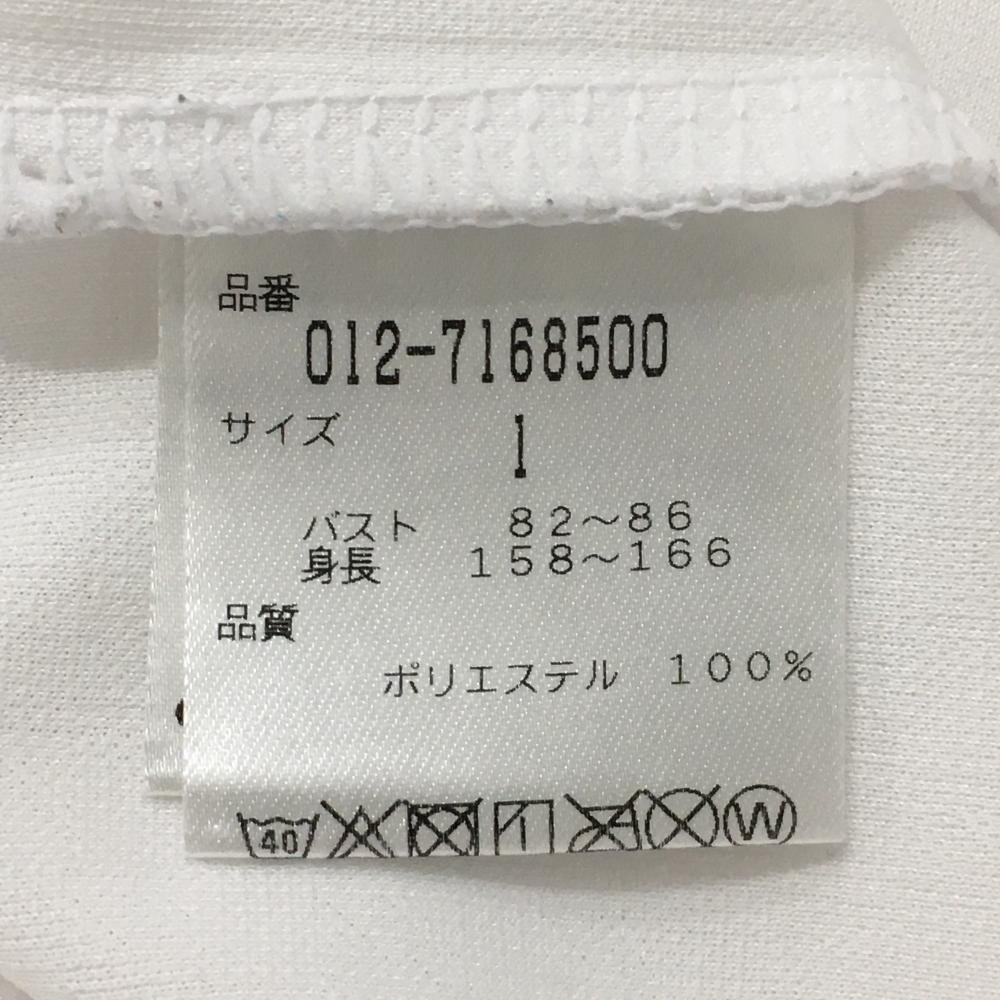 品番
012-7168500
サイズ 1
バスト 82~86
身長 158~166
品質
ポリエステル 100%
40 W